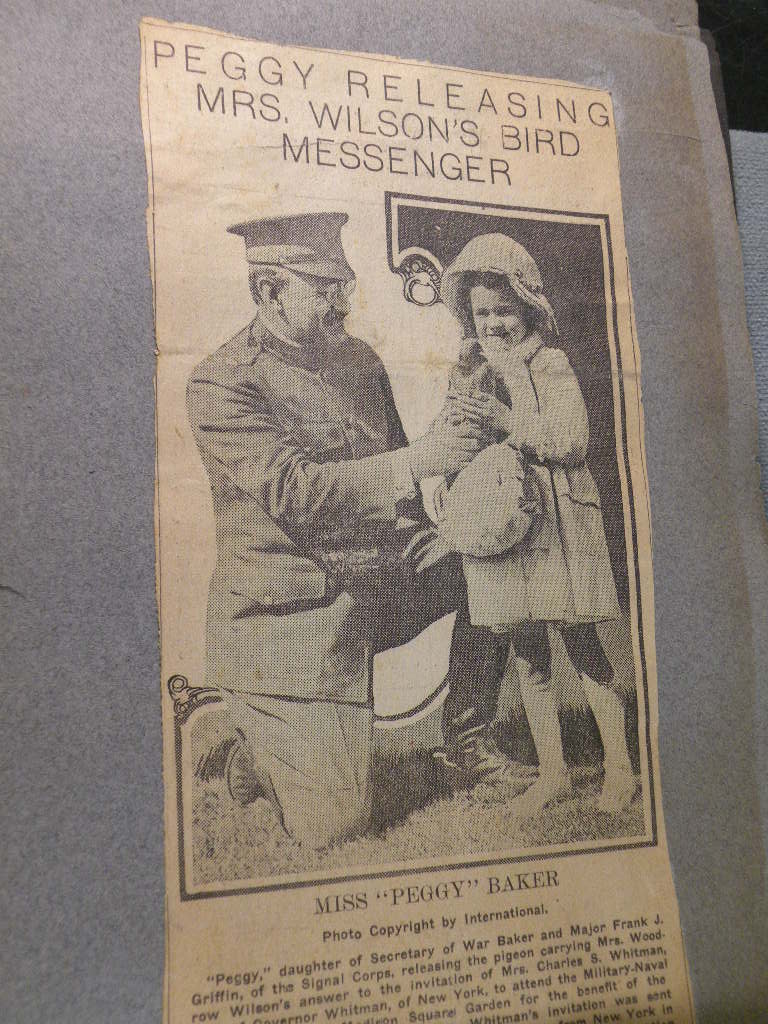 PEGGY RELEASING
MRS. WILSON'S BIRD
MESSENGER
MISS "PEGGY" BAKER
Photo Copyright by International.
"Peggy," daughter of Secretary of War Baker and Major Frank J.
Griffin, of the Signal Corps, releasing the pigeon carrying Mrs. Wood-
row Wilson's answer to the invitation of Mrs. Charles S. Whitman,
of Governor Whitman, of New York, to attend the Military-Naval
Madison Square Garden for the benefit of the
Whitman's invitation was sent
from New York in